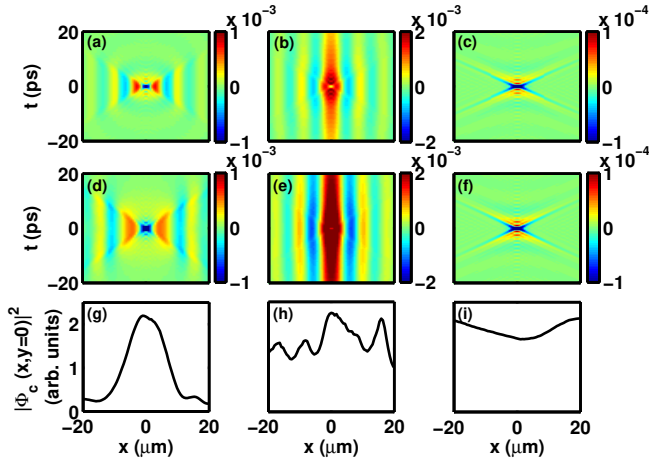 x 10⁻³ x 10⁻³ x 10⁻⁴
20 (a) 1 (b) 2 (c) 1
t (ps) 0 0 0 0
-20 -1 -2 -1
x 10⁻³ x 10⁻³ x 10⁻⁴
20 (d) 1 (e) 2 (f) 1
t (ps) 0 0 0 0
-20 -1 -2 -1
|Φc (x,y=0)|²
(arb. units)
2 (g) (h) (i)
1
0
-20 0 20 -20 0 20 -20 0 20
x (μm) x (μm) x (μm)